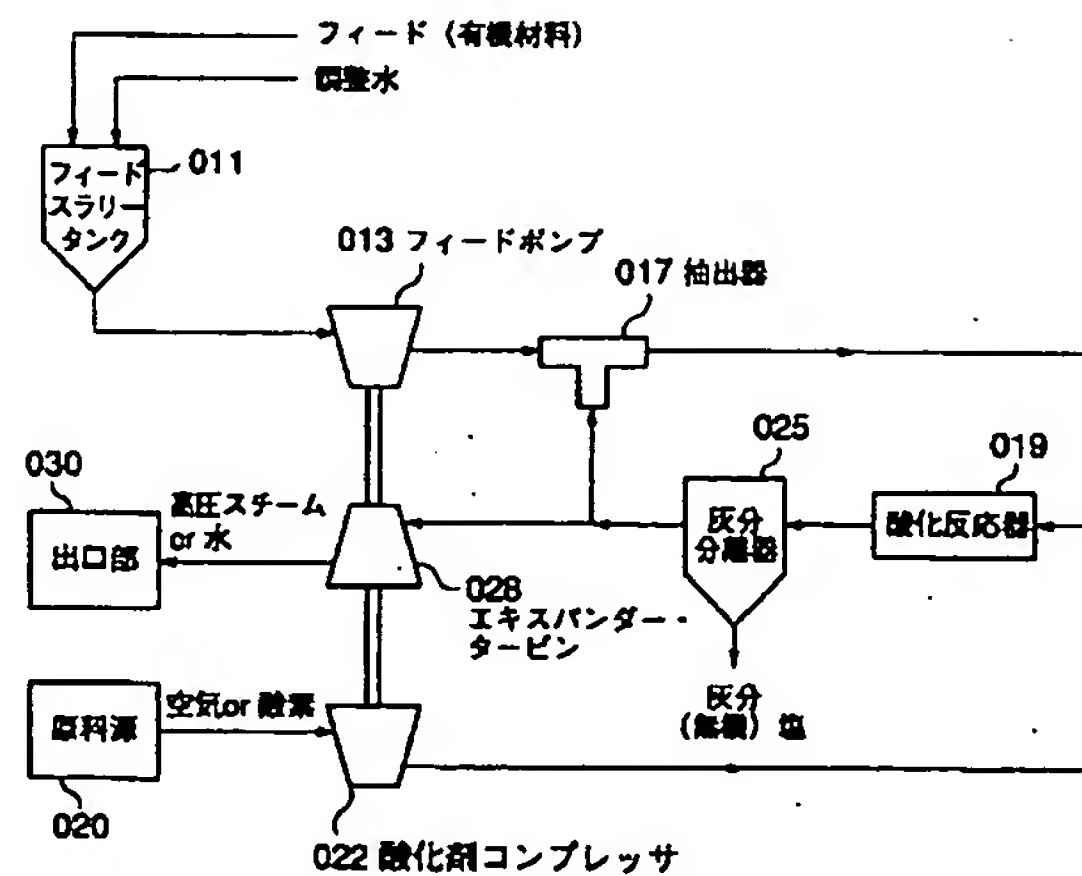 フィード (有機材料)
調整水
011
フィード
スラリー
タンク
013 フィードポンプ
017 抽出器
025
019
030
高圧スチーム
or 水
出口部
灰分
分離器
酸化反応器
028
エキスパンダー・
タービン
灰分
(無機) 塩
原料源
空気or 酸素
020
022 酸化剤コンプレッサ